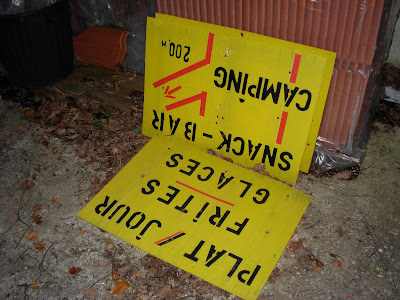 SNACK-BAR
CAMPING
200.M
PLAT/JOUR
FRITES
GLACES